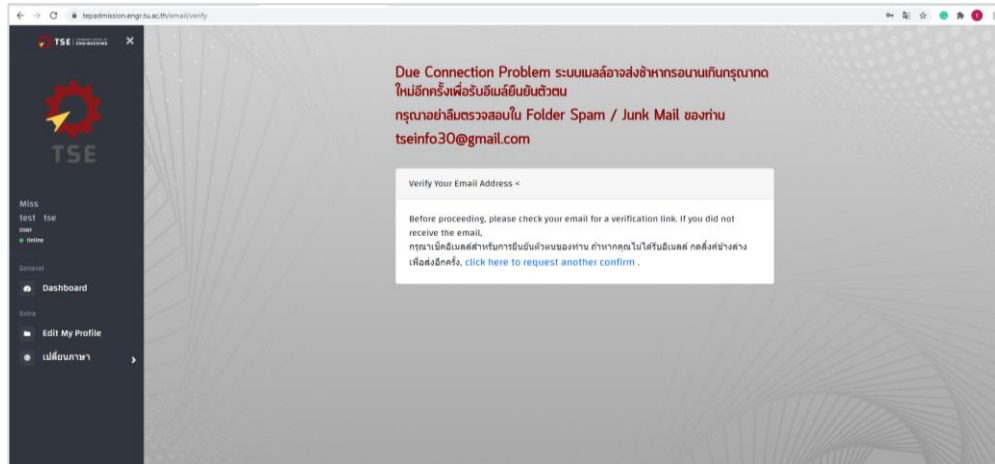 tepadmission.engr.tu.ac.th/email/verify
TSE
ENGINEERING
TSE
Due Connection Problem ระบบเมลล์อาจส่งช้าหากรอนานเกินกรุณากด
ใหม่อีกครั้งเพื่อรับอีเมล์ยืนยันตัวตน
กรุณาอย่าลืมตรวจสอบใน Folder Spam / Junk Mail ของท่าน
tseinfo30@gmail.com
Verify Your Email Address <
Before proceeding, please check your email for a verification link. If you did not
receive the email,
กรุณาเช็คอีเมลล์สำหรับการยืนยันตัวตนของท่าน ถ้าหากคุณไม่ได้รับอีเมลล์ กดลิ้งค์ข้างล่าง
เพื่อส่งอีกครั้ง, click here to request another confirm .
Miss
test tse
User
Online
General
Dashboard
Extra
Edit My Profile
เปลี่ยนภาษา